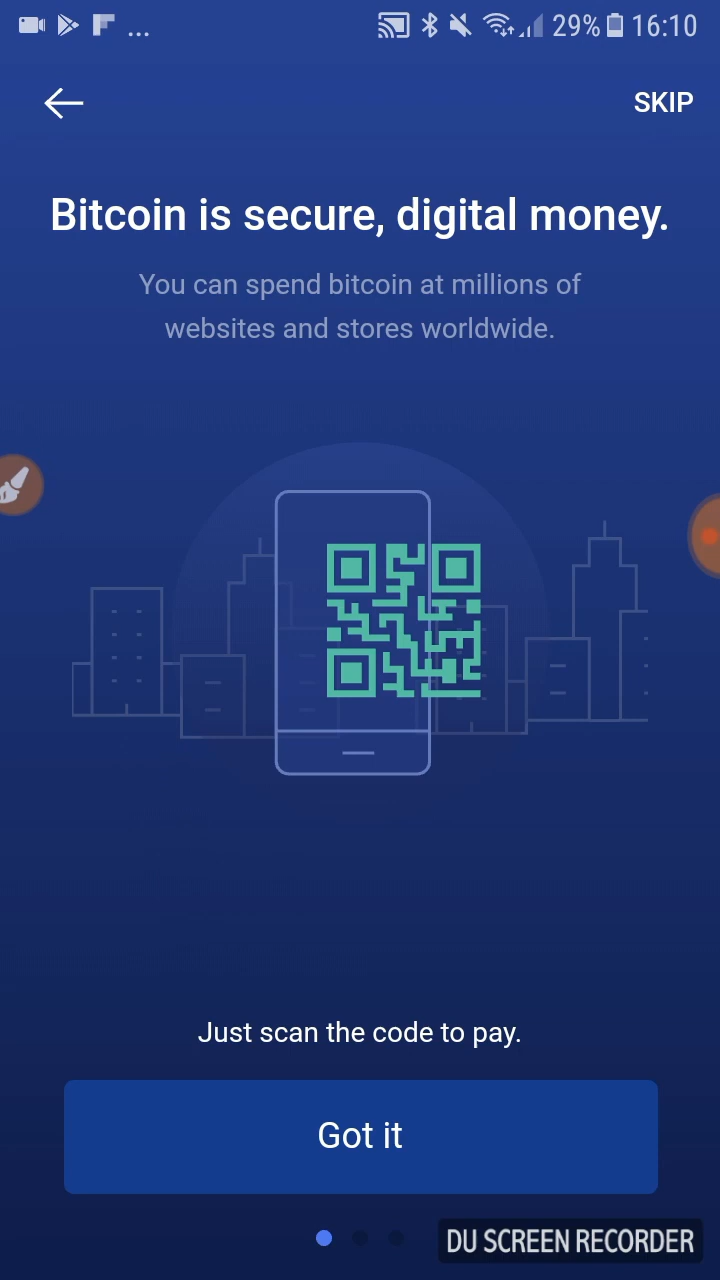 ... 29% 16:10
SKIP
Bitcoin is secure, digital money.
You can spend bitcoin at millions of
websites and stores worldwide.
Just scan the code to pay.
Got it
DU SCREEN RECORDER